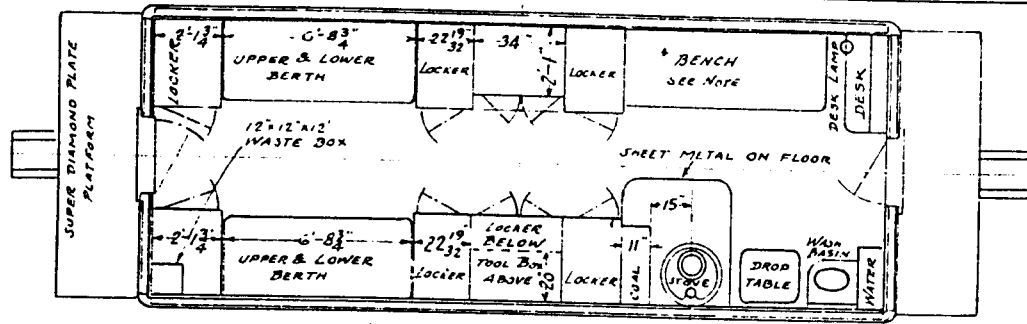 SUPER DIAMOND PLATE
PLATFORM
2'-1 3/4"
LOCKER
6'-8 3/4"
UPPER & LOWER
BERTH
22 19/32
LOCKER
34"
2'-1"
LOCKER
+ BENCH
SEE NOTE
DESK LAMP
DESK
12"x12"x12"
WASTE BOX
SHEET METAL ON FLOOR
2'-1 3/4
6'-8 3/4"
UPPER & LOWER
BERTH
22 19/32
LOCKER
LOCKER
BELOW
TOOL BOX
ABOVE
20"
LOCKER
11"
COAL
15"
STOVE
DROP
TABLE
WASH
BASIN
WATER